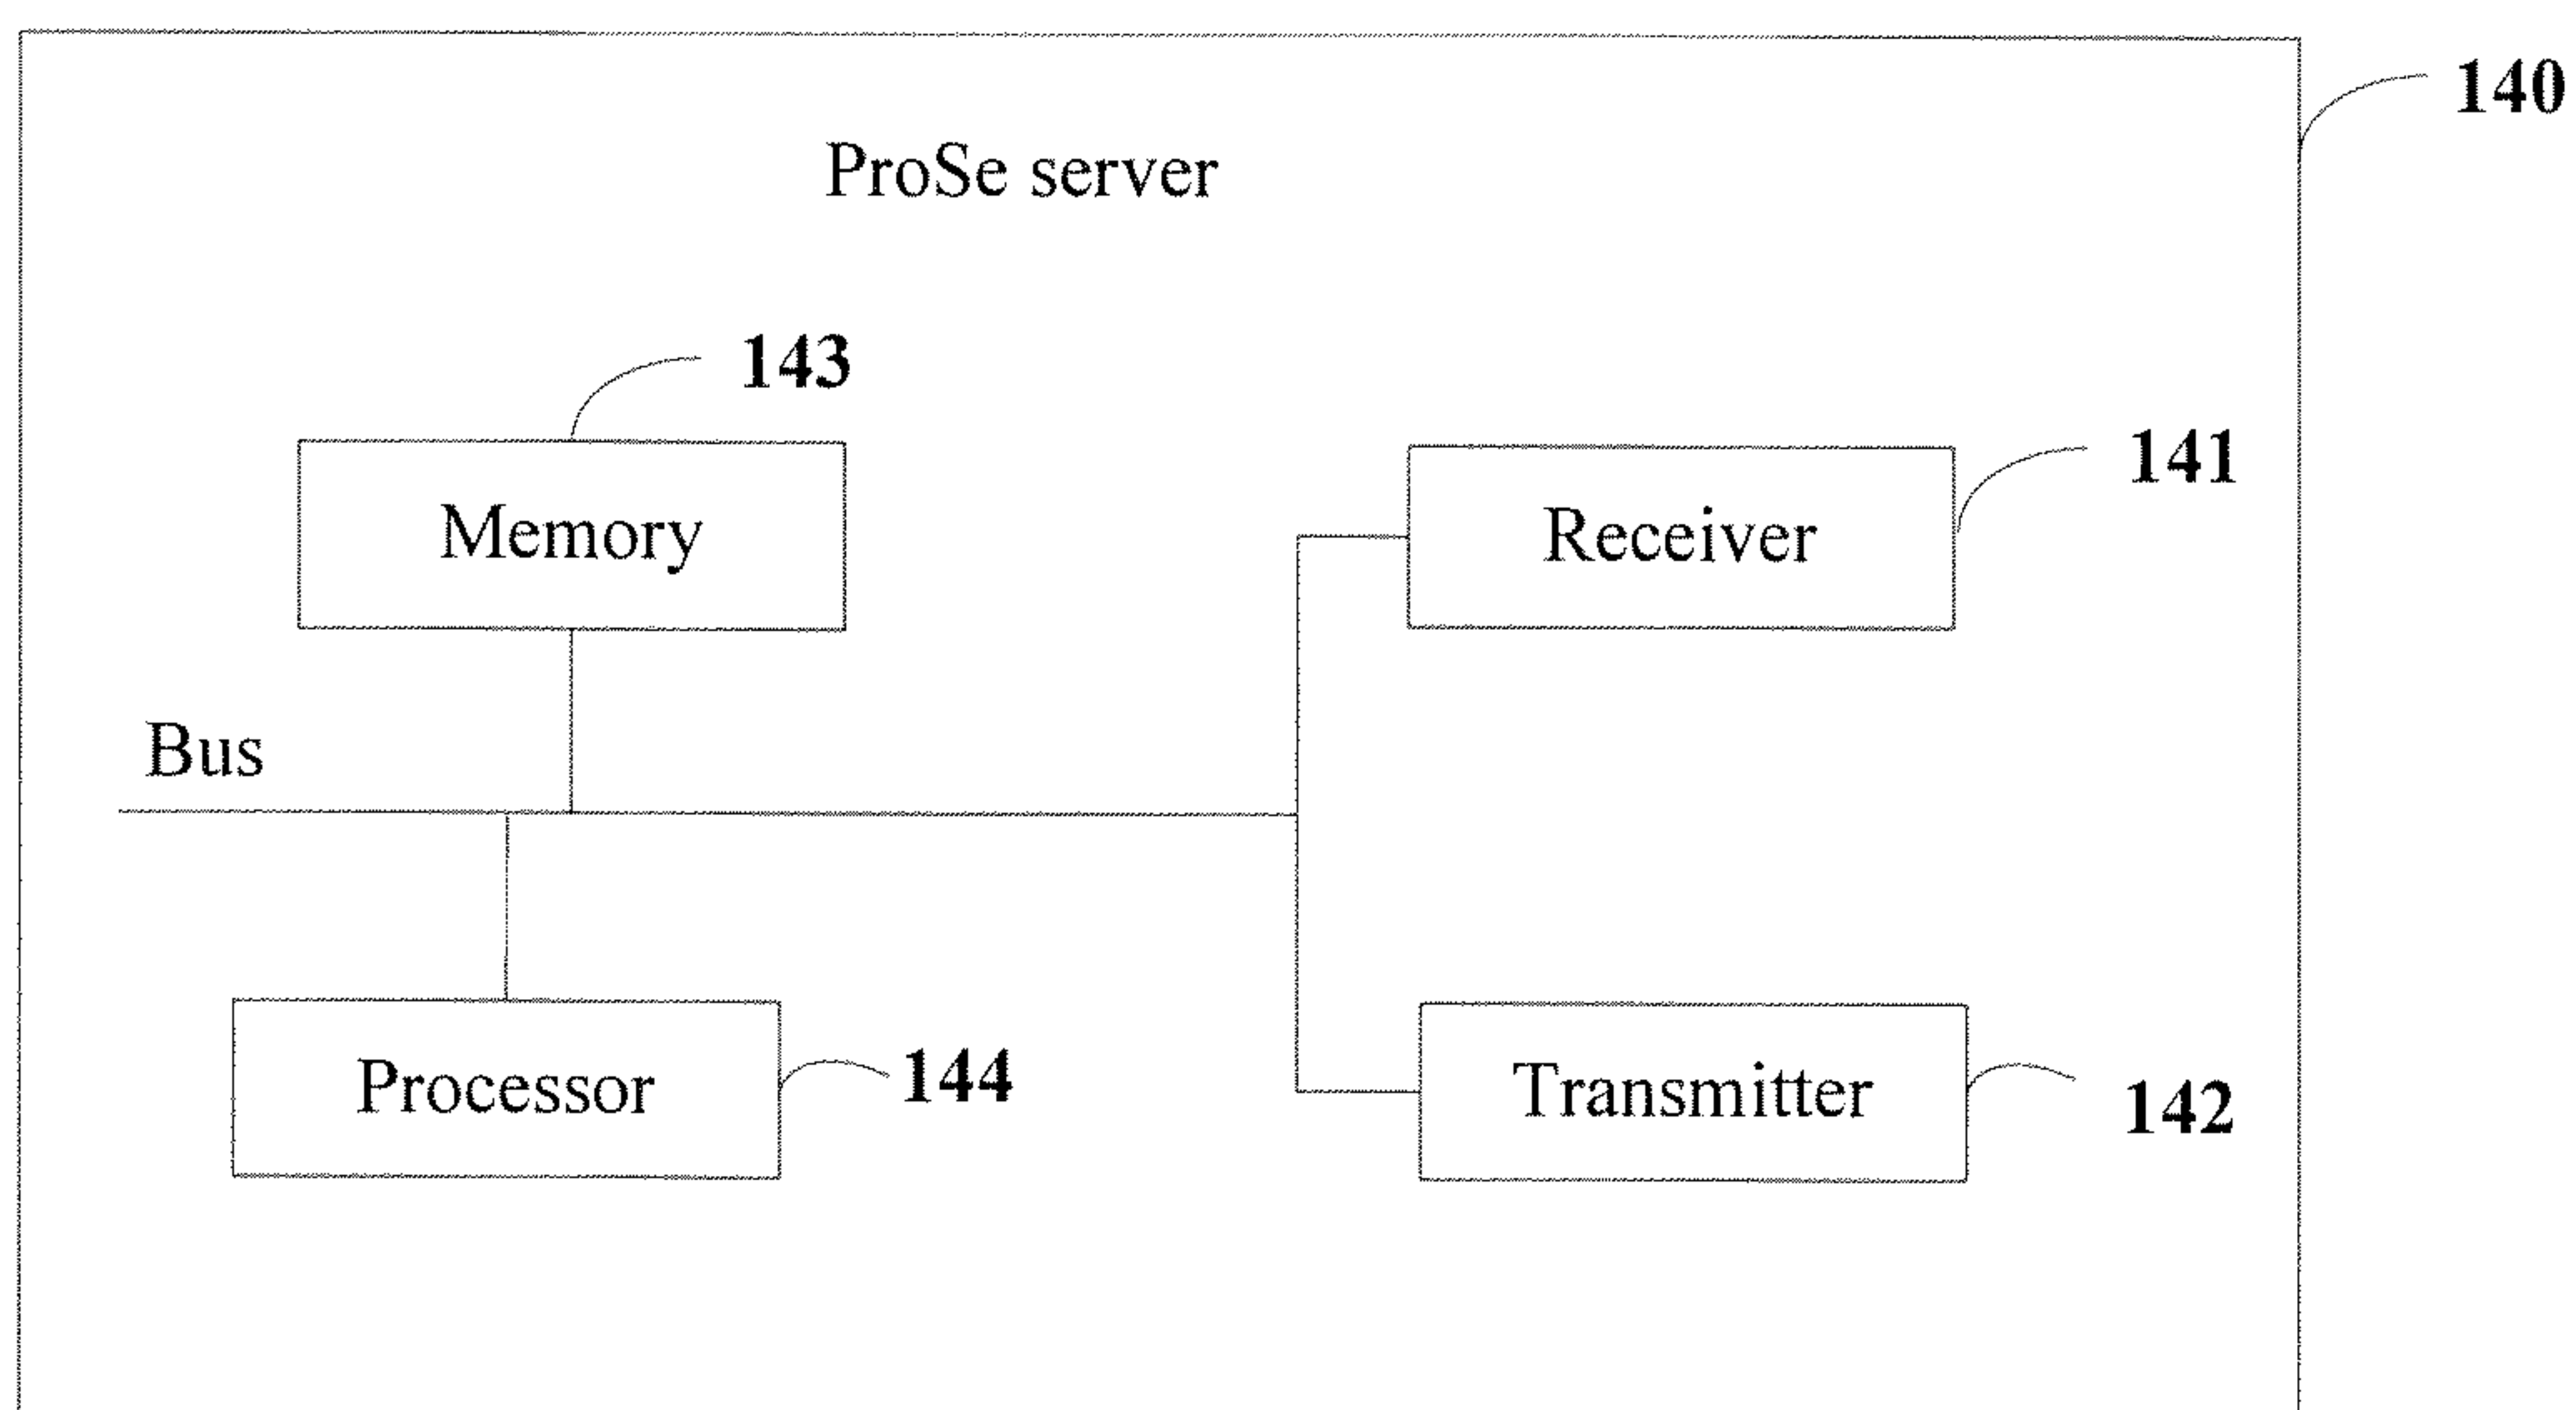 140
ProSe server
143
141
Memory
Receiver
Bus
Processor
144
Transmitter
142